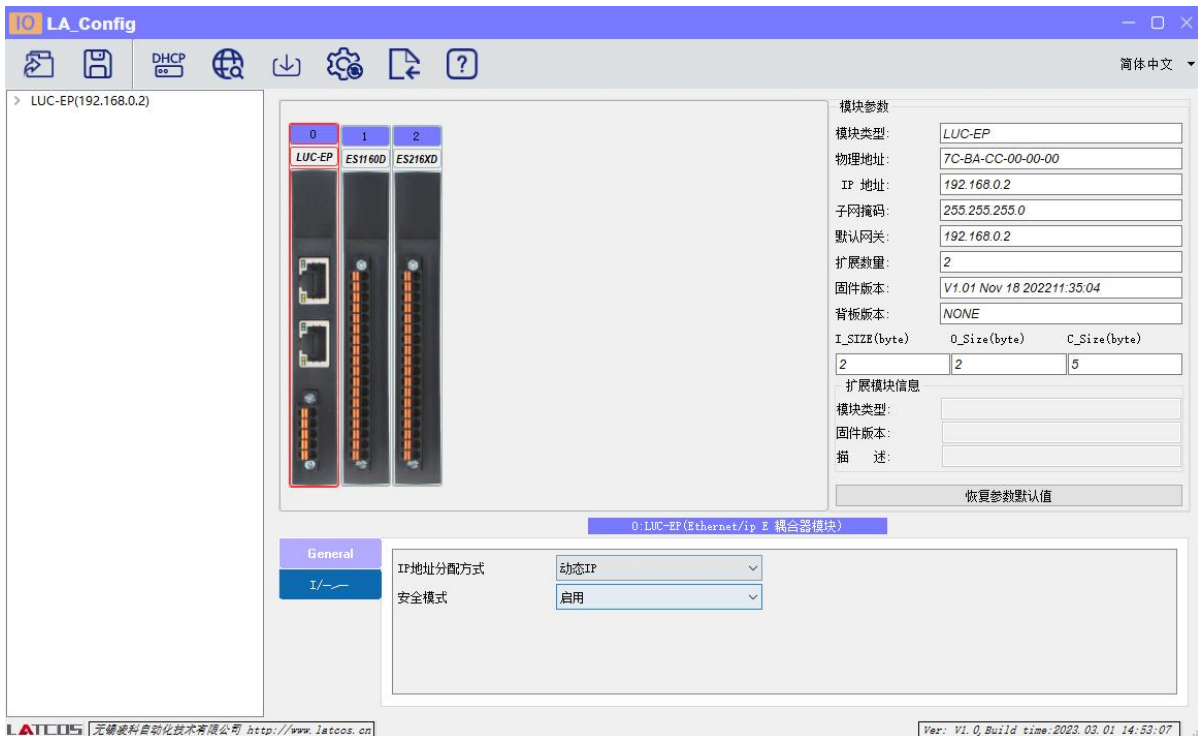 IO LA_Config
DHCP
?
简体中文
LUC-EP(192.168.0.2)
0 1 2
LUC-EP ES1160D ES216XD
模块参数
模块类型: LUC-EP
物理地址: 7C-BA-CC-00-00-00
IP 地址: 192.168.0.2
子网掩码: 255.255.255.0
默认网关: 192.168.0.2
扩展数量: 2
固件版本: V1.01 Nov 18 202211:35:04
背板版本: NONE
I_SIZE(byte) O_Size(byte) C_Size(byte)
2 2 5
扩展模块信息
模块类型:
固件版本:
描 述:
恢复参数默认值
0:LUC-EP(Ethernet/ip E 耦合器模块)
General
I/
IP地址分配方式 动态IP
安全模式 启用
LATCOS 无锡凌科自动化技术有限公司 http://www.latcos.cn
Ver: V1.0,Build time:2023.03.01 14:53:07